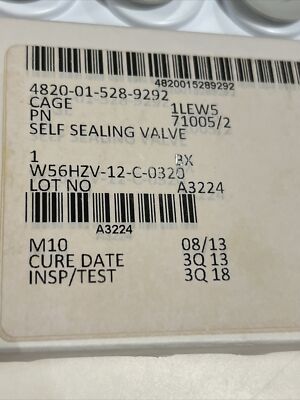 4820015289292
4820-01-528-9292
CAGE 1LEW5
PN 71005/2
SELF SEALING VALVE
1 BX
W56HZV-12-C-0320
LOT NO A3224
A3224
M10 08/13
CURE DATE 3Q 13
INSP/TEST 3Q 18